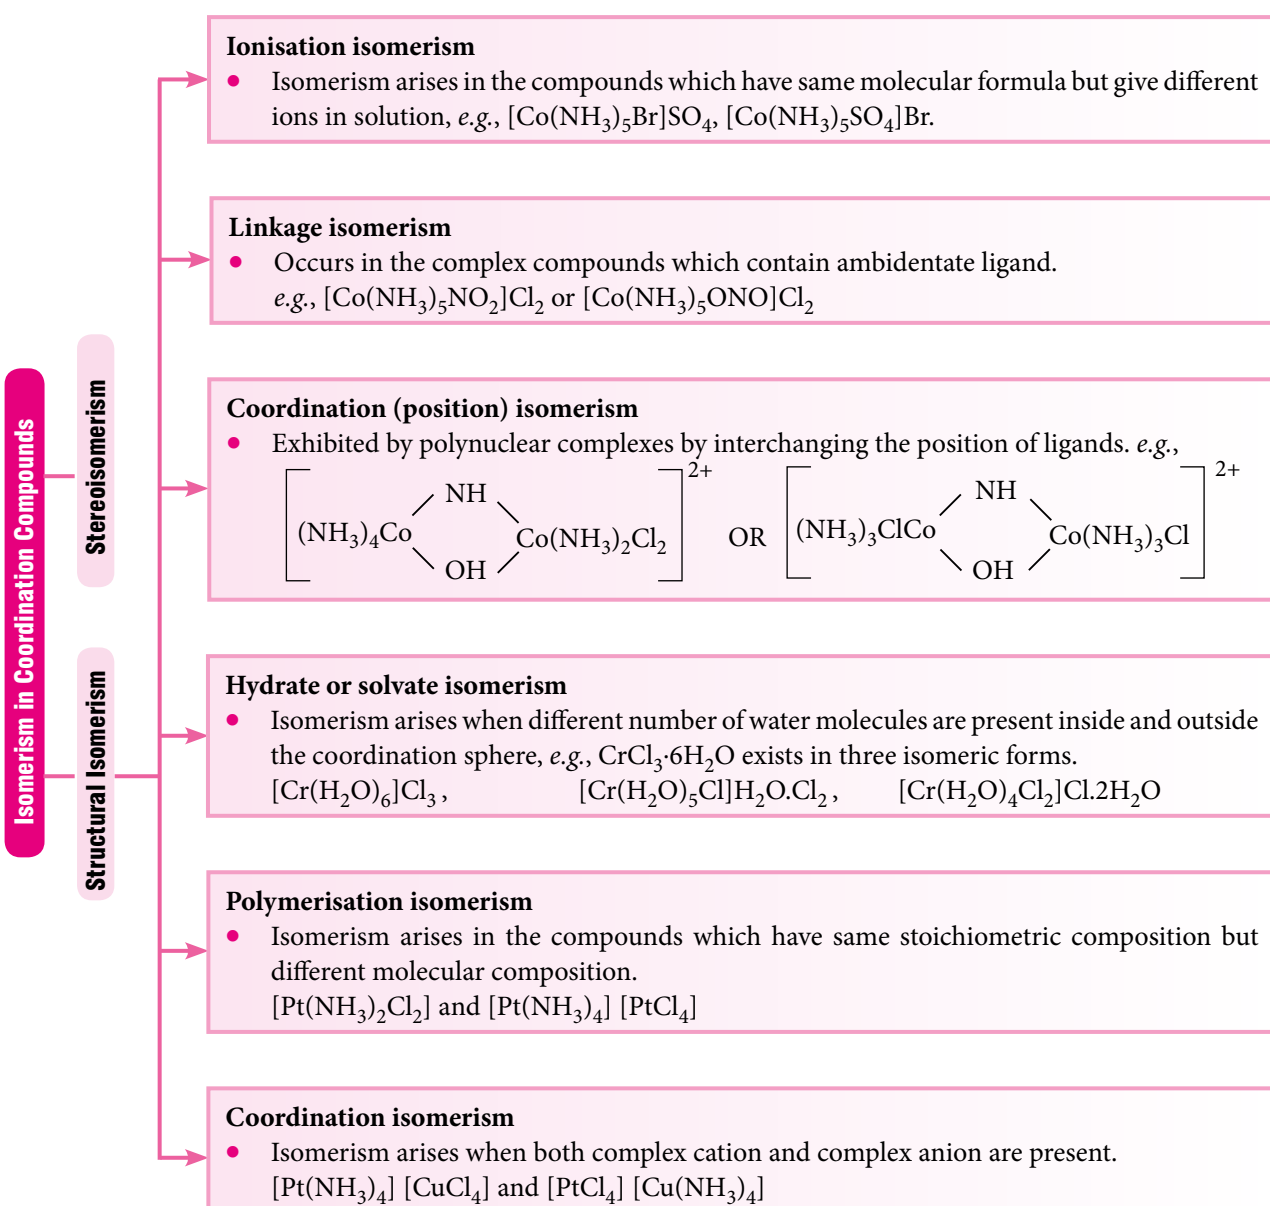 Isomerism in Coordination Compounds
Stereoisomerism
Structural Isomerism
Ionisation isomerism
• Isomerism arises in the compounds which have same molecular formula but give different
ions in solution, e.g., [Co(NH₃)₅Br]SO₄, [Co(NH₃)₅SO₄]Br.
Linkage isomerism
• Occurs in the complex compounds which contain ambidentate ligand.
e.g., [Co(NH₃)₅NO₂]Cl₂ or [Co(NH₃)₅ONO]Cl₂
Coordination (position) isomerism
• Exhibited by polynuclear complexes by interchanging the position of ligands. e.g.,
2+ 2+
NH NH
(NH₃)₄Co Co(NH₃)₂Cl₂ OR (NH₃)₃ClCo Co(NH₃)₃Cl
OH OH
Hydrate or solvate isomerism
• Isomerism arises when different number of water molecules are present inside and outside
the coordination sphere, e.g., CrCl₃·6H₂O exists in three isomeric forms.
[Cr(H₂O)₆]Cl₃, [Cr(H₂O)₅Cl]H₂O.Cl₂, [Cr(H₂O)₄Cl₂]Cl.2H₂O
Polymerisation isomerism
• Isomerism arises in the compounds which have same stoichiometric composition but
different molecular composition.
[Pt(NH₃)₂Cl₂] and [Pt(NH₃)₄] [PtCl₄]
Coordination isomerism
• Isomerism arises when both complex cation and complex anion are present.
[Pt(NH₃)₄] [CuCl₄] and [PtCl₄] [Cu(NH₃)₄]